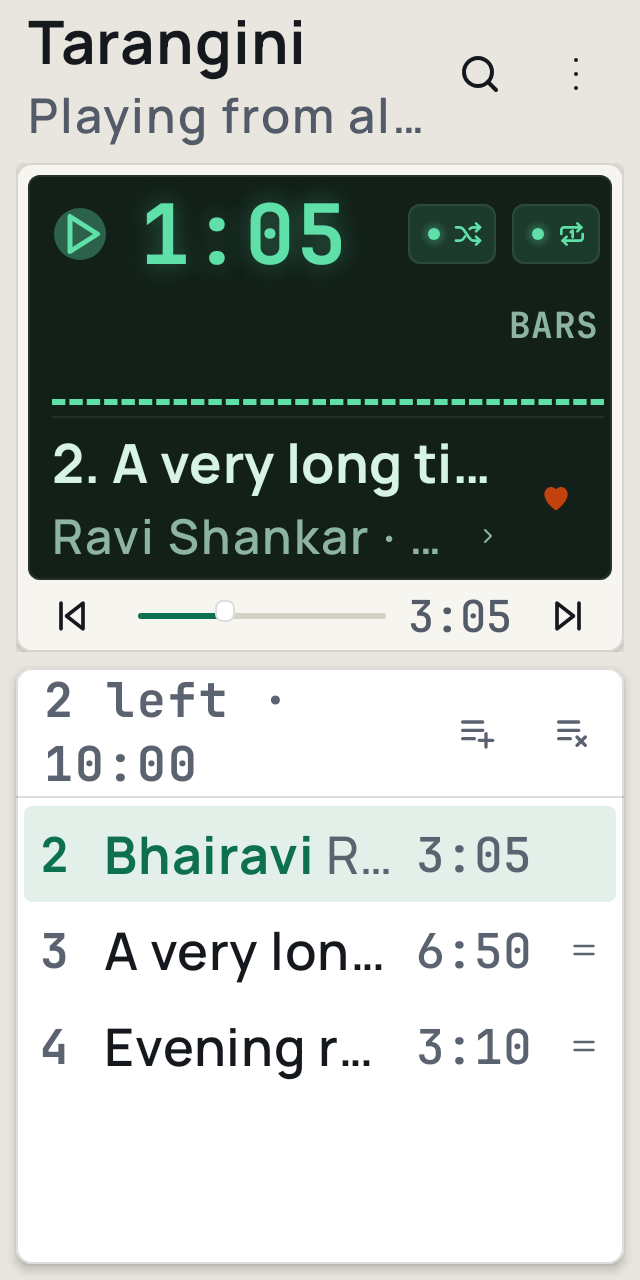 Tarangini
Playing from al…
1:05
BARS
2. A very long ti…
Ravi Shankar · …
3:05
2 left ·
10:00
2 Bhairavi R… 3:05
3 A very lon… 6:50
4 Evening r… 3:10